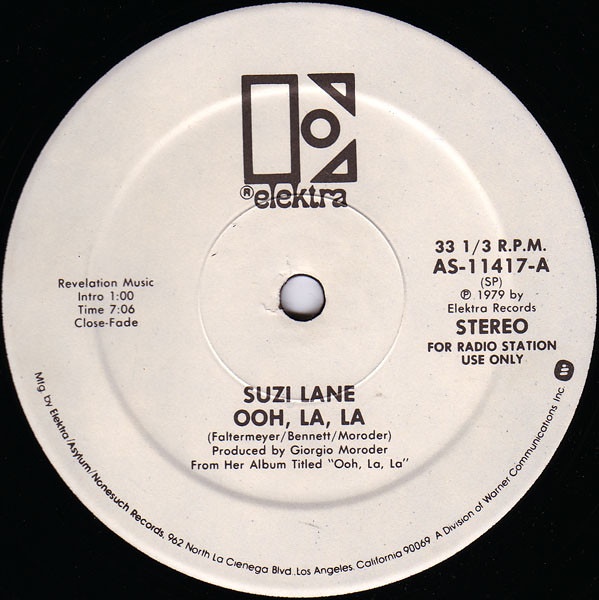 ® elektra
33 1/3 R.P.M.
AS-11417-A
(SP)
℗ 1979 by
Elektra Records
STEREO
FOR RADIO STATION
USE ONLY
Revelation Music
Intro 1:00
Time 7:06
Close-Fade
SUZI LANE
OOH, LA, LA
(Faltermeyer/Bennett/Moroder)
Produced by Giorgio Moroder
From Her Album Titled "Ooh, La, La"
Mfg. by Elektra/Asylum/Nonesuch Records, 962 North La Cienega Blvd., Los Angeles, California 90069 A Division of Warner Communications Inc.